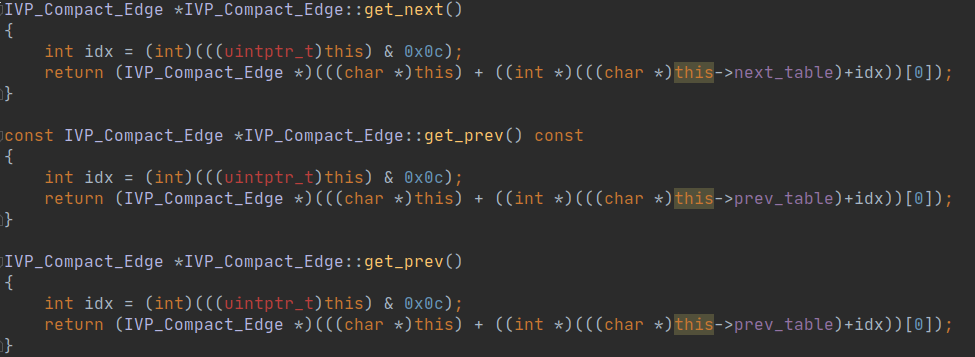 IVP_Compact_Edge *IVP_Compact_Edge::get_next()
{
    int idx = (int)(((uintptr_t)this) & 0x0c);
    return (IVP_Compact_Edge *)(((char *)this) + ((int *)(((char *)this->next_table)+idx))[0]);
}

const IVP_Compact_Edge *IVP_Compact_Edge::get_prev() const
{
    int idx = (int)(((uintptr_t)this) & 0x0c);
    return (IVP_Compact_Edge *)(((char *)this) + ((int *)(((char *)this->prev_table)+idx))[0]);
}

IVP_Compact_Edge *IVP_Compact_Edge::get_prev()
{
    int idx = (int)(((uintptr_t)this) & 0x0c);
    return (IVP_Compact_Edge *)(((char *)this) + ((int *)(((char *)this->prev_table)+idx))[0]);
}